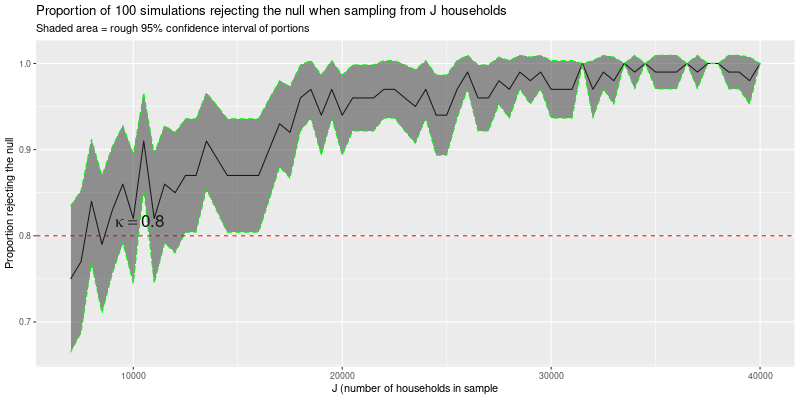 Proportion of 100 simulations rejecting the null when sampling from J households
Shaded area = rough 95% confidence interval of portions
Proportion rejecting the null
1.0
0.9
0.8
0.7
κ = 0.8
10000 20000 30000 40000
J (number of households in sample